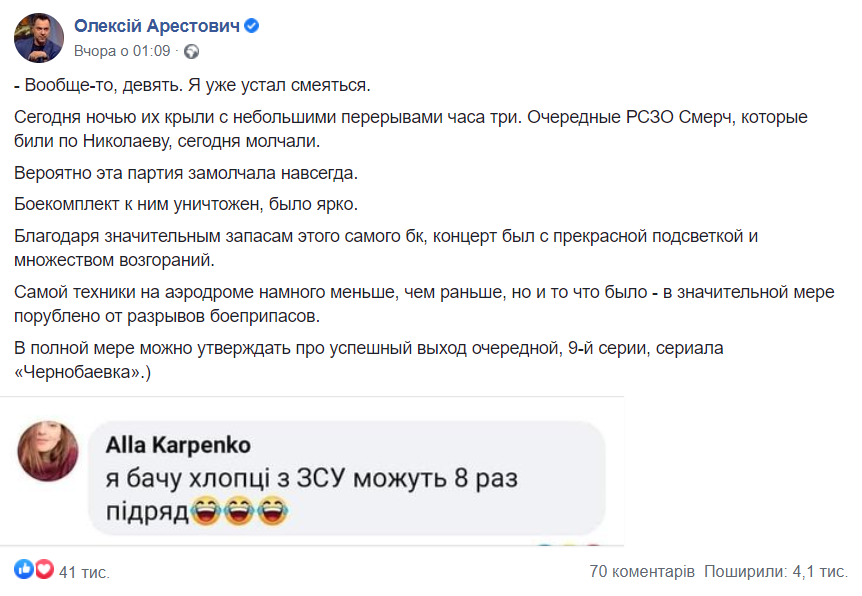 Олексій Арестович
Вчора о 01:09 ·
- Вообще-то, девять. Я уже устал смеяться.
Сегодня ночью их крыли с небольшими перерывами часа три. Очередные РСЗО Смерч, которые
били по Николаеву, сегодня молчали.
Вероятно эта партия замолчала навсегда.
Боекомплект к ним уничтожен, было ярко.
Благодаря значительным запасам этого самого бк, концерт был с прекрасной подсветкой и
множеством возгораний.
Самой техники на аэродроме намного меньше, чем раньше, но и то что было - в значительной мере
порублено от разрывов боеприпасов.
В полной мере можно утверждать про успешный выход очередной, 9-й серии, сериала
«Чернобаевка».)
Alla Karpenko
я бачу хлопці з ЗСУ можуть 8 раз
підряд😂😂😂
41 тис.
70 коментарів Поширили: 4,1 тис.